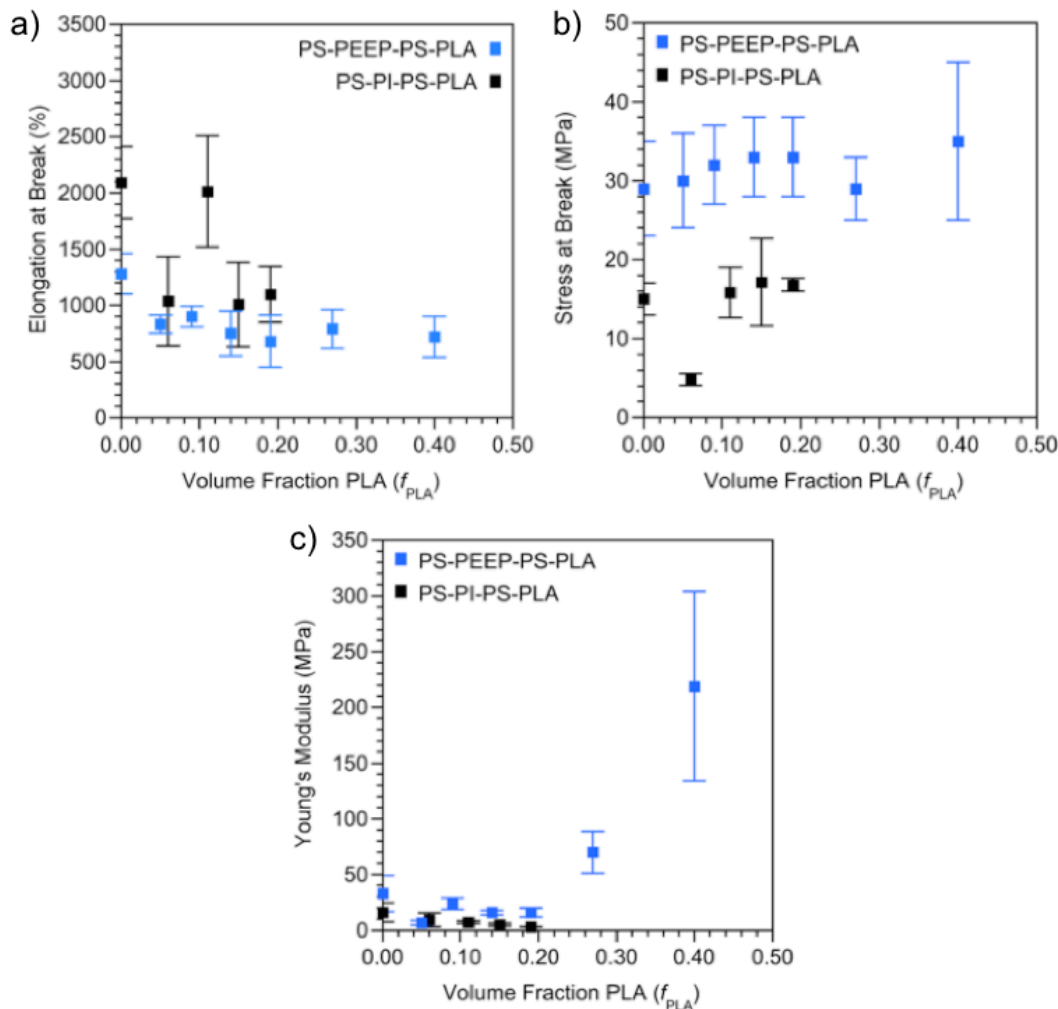 a)
Elongation at Break (%)
3500
3000
2500
2000
1500
1000
500
0
PS-PEEP-PS-PLA
PS-PI-PS-PLA
0.00 0.10 0.20 0.30 0.40 0.50
Volume Fraction PLA (f_PLA)
b)
Stress at Break (MPa)
50
40
30
20
10
0
PS-PEEP-PS-PLA
PS-PI-PS-PLA
0.00 0.10 0.20 0.30 0.40 0.50
Volume Fraction PLA (f_PLA)
c)
Young's Modulus (MPa)
350
300
250
200
150
100
50
0
PS-PEEP-PS-PLA
PS-PI-PS-PLA
0.00 0.10 0.20 0.30 0.40 0.50
Volume Fraction PLA (f_PLA)